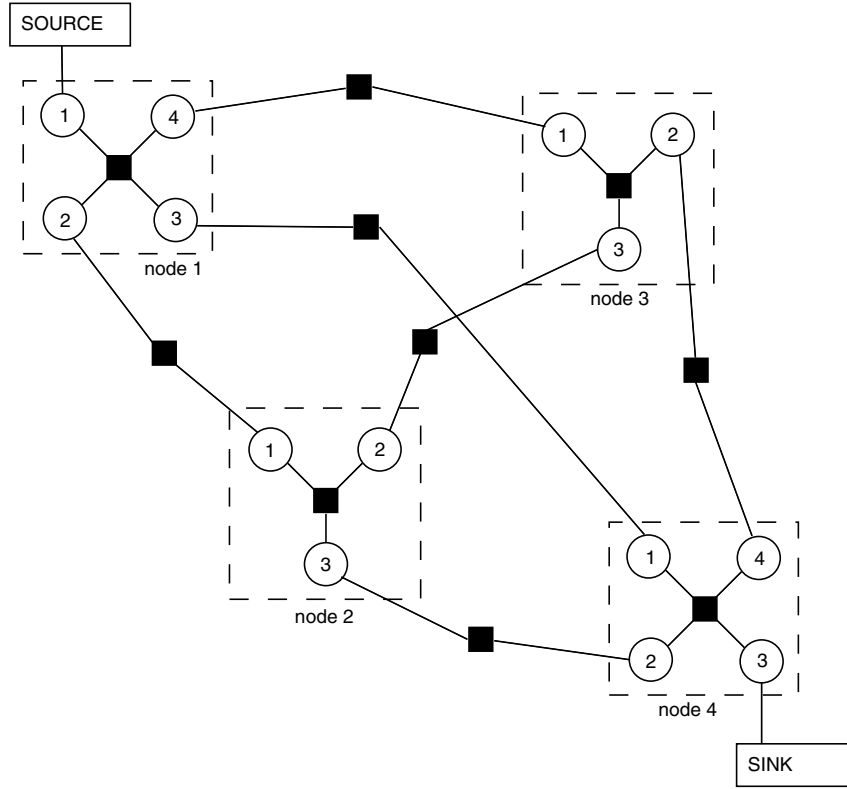 SOURCE
1 4
2 3
node 1
1 2
3
node 3
1 2
3
node 2
1 4
2 3
node 4
SINK